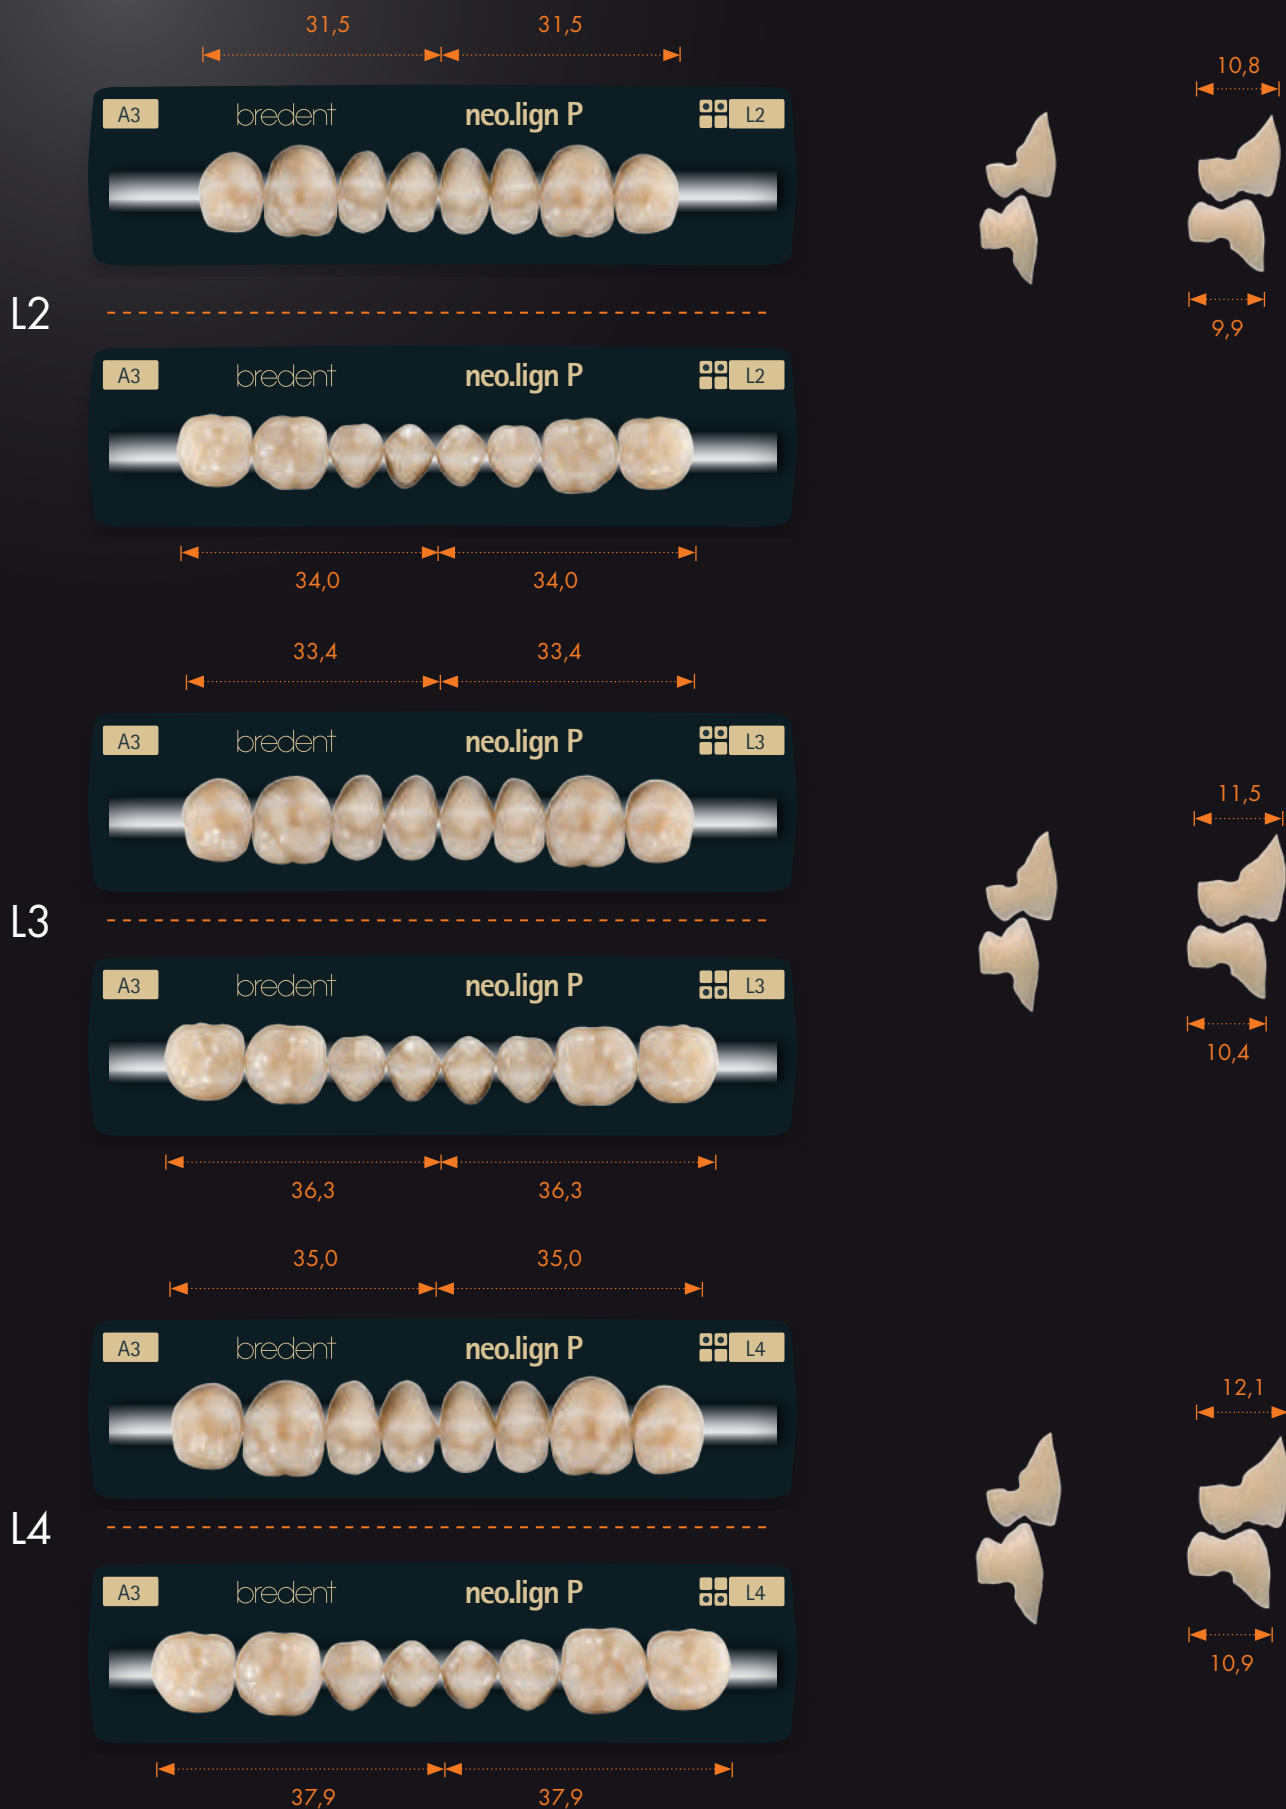 31,5 31,5
10,8
A3 bredent neo.lign P L2
L2
9,9
A3 bredent neo.lign P L2
34,0 34,0
33,4 33,4
A3 bredent neo.lign P L3
11,5
L3
A3 bredent neo.lign P L3
10,4
36,3 36,3
35,0 35,0
A3 bredent neo.lign P L4
12,1
L4
A3 bredent neo.lign P L4
10,9
37,9 37,9